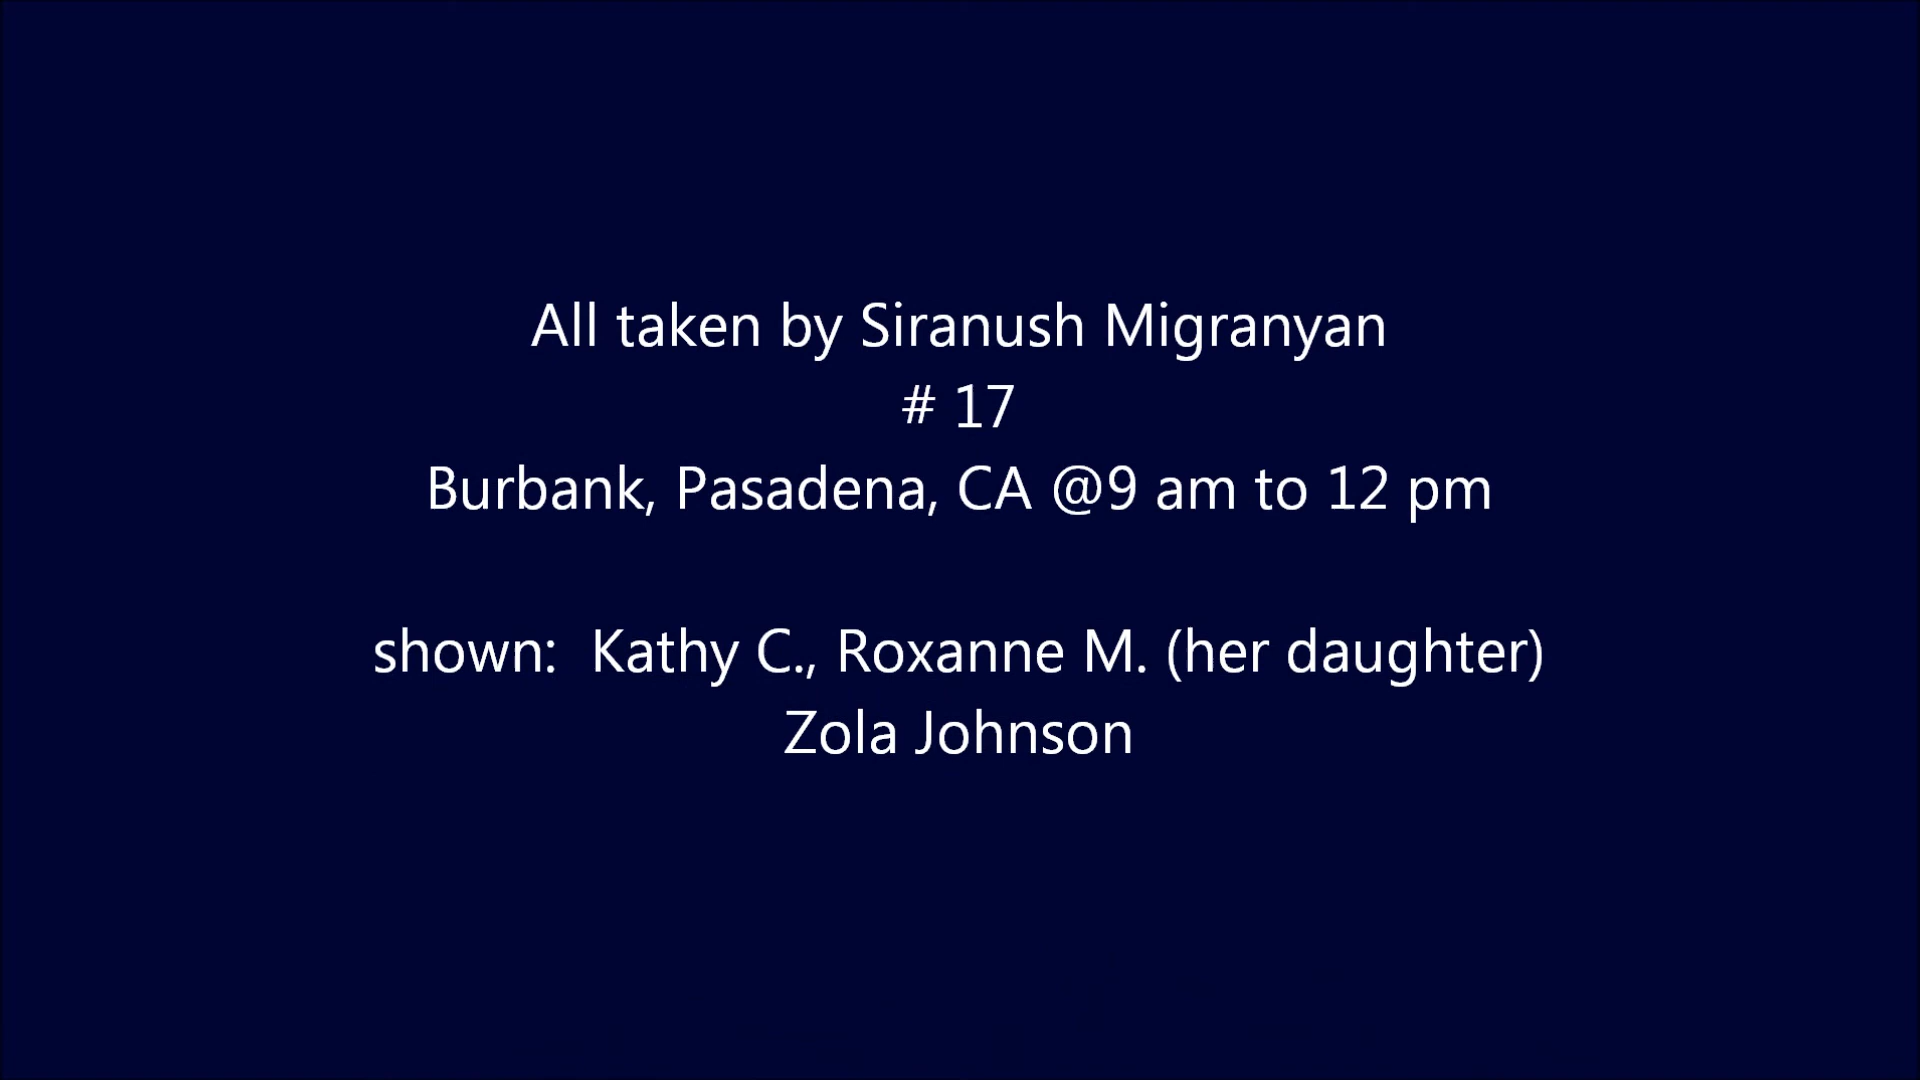 All taken by Siranush Migranyan
# 17
Burbank, Pasadena, CA @9 am to 12 pm
shown:  Kathy C., Roxanne M. (her daughter)
Zola Johnson